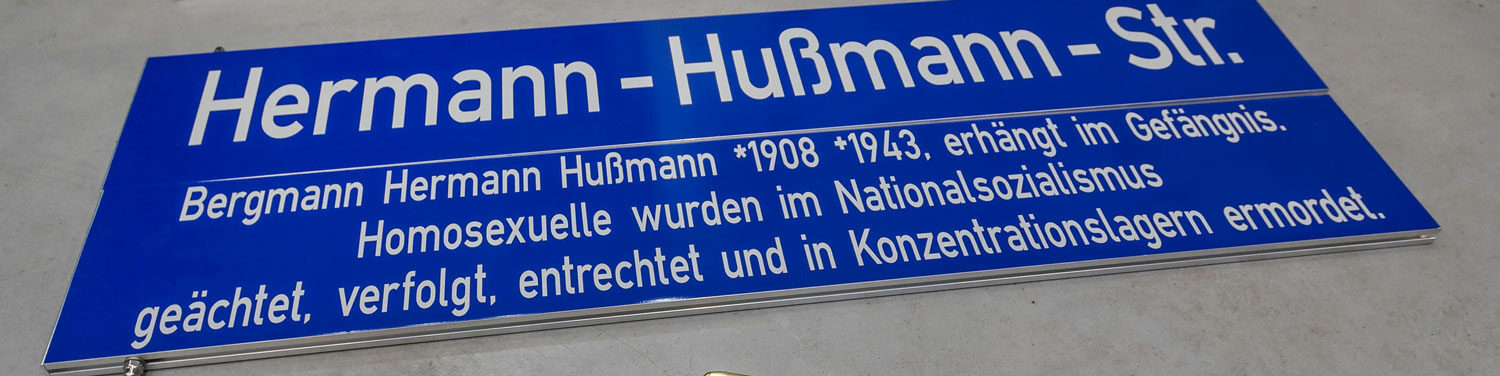 Hermann-Hußmann-Str.
Bergmann Hermann Hußmann *1908 †1943, erhängt im Gefängnis.
Homosexuelle wurden im Nationalsozialismus
geächtet, verfolgt, entrechtet und in Konzentrationslagern ermordet.